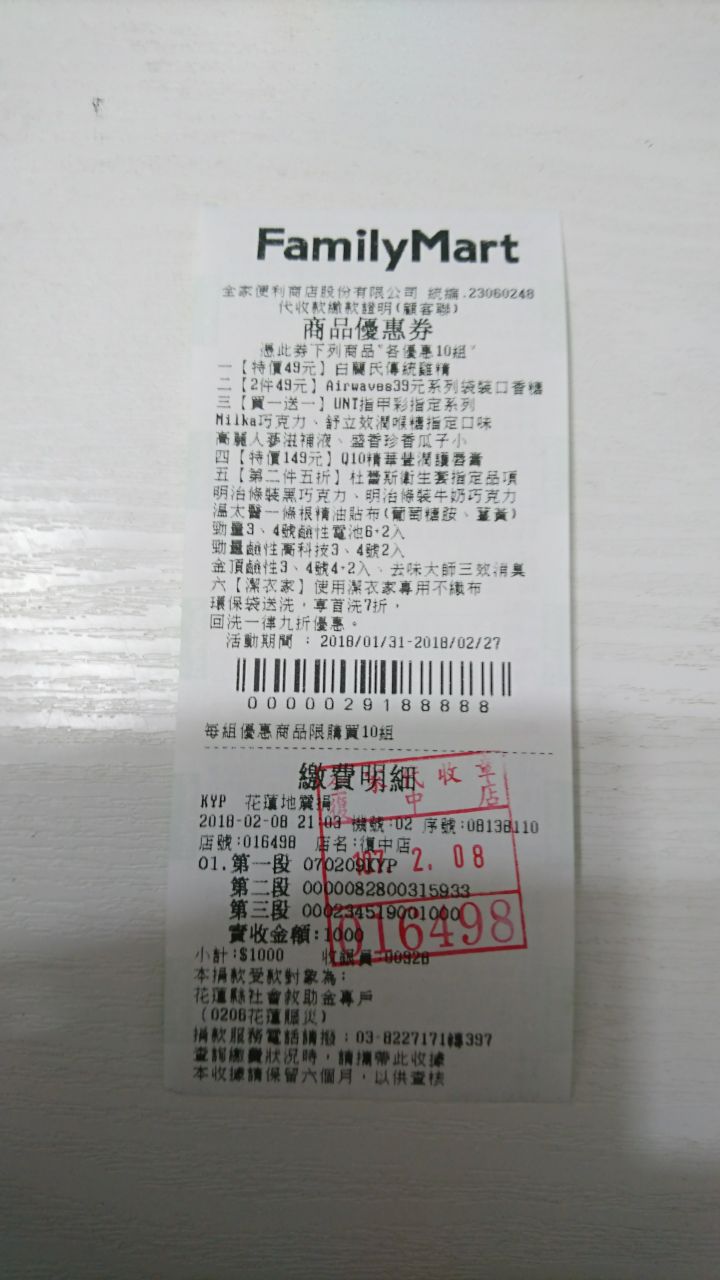 FamilyMart
全家便利商店股份有限公司 統編:23060248
代收款繳款證明(顧客聯)
商品優惠券
憑此券下列商品"各優惠10組"
一【特價49元】白蘭氏傳統雞精
二【2件49元】Airwaves39元系列袋裝口香糖
三【買一送一】UNT指甲彩指定系列
Milka巧克力、舒立效潤喉糖指定口味
高麗人蔘滋補液、盛香珍香瓜子小
四【特價149元】Q10精華豐潤護唇膏
五【第二件五折】杜蕾斯衛生套指定品項
明治條裝黑巧克力、明治條裝牛奶巧克力
溫太醫一條根精油貼布(葡萄糖胺、薑黃)
勁量3、4號鹼性電池6+2入
勁量鹼性高科技3、4號2入
金頂鹼性3、4號4+2入、去味大師三效消臭
六【潔衣家】使用潔衣家專用不織布
環保袋送洗，享首洗7折，
回洗一律九折優惠。
活動期間 : 2018/01/31-2018/02/27
0000029188888
每組優惠商品限購買10組
繳費明細
KYP 花蓮地震捐
2018-02-08 21:03 機號:02 序號:08138110
店號:016498 店名:復中店
01.第一段 070209KYP
第二段 0000082800315933
第三段 000234519001000
實收金額:1000
小計:$1000 收銀員:00928
本捐款受款對象為:
花蓮縣社會救助金專戶
(0206花蓮賑災)
捐款服務電話請撥:03-8227171轉397
查詢繳費狀況時，請攜帶此收據
本收據請保留六個月，以供查核
代收章
復中店
107. 2. 08
016498